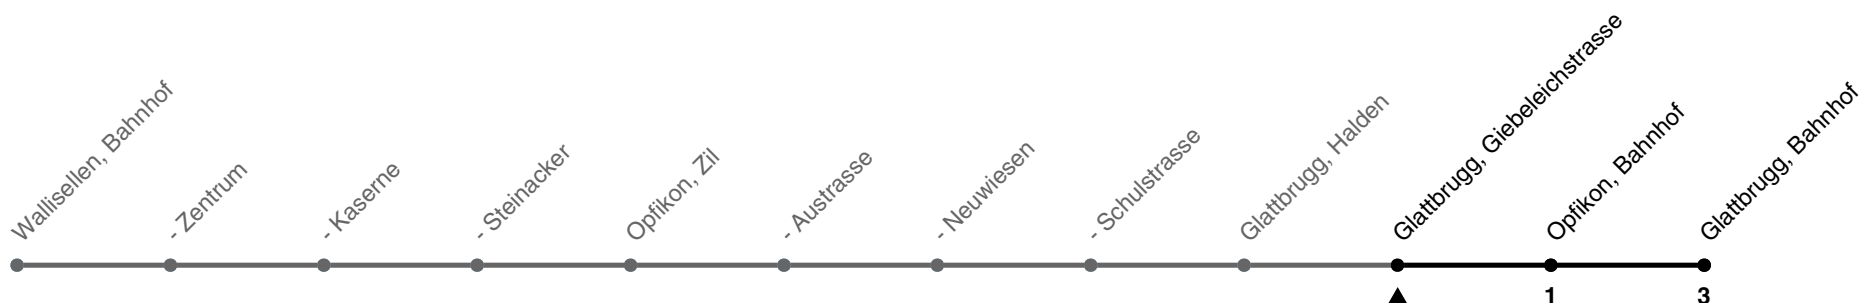 Wallisellen, Bahnhof
- Zentrum
- Kaserne
- Steinacker
Opfikon, Zil
- Austrasse
- Neuwiesen
- Schulstrasse
Glattbrugg, Halden
Glattbrugg, Giebeleichstrasse
Opfikon, Bahnhof
Glattbrugg, Bahnhof
1
3